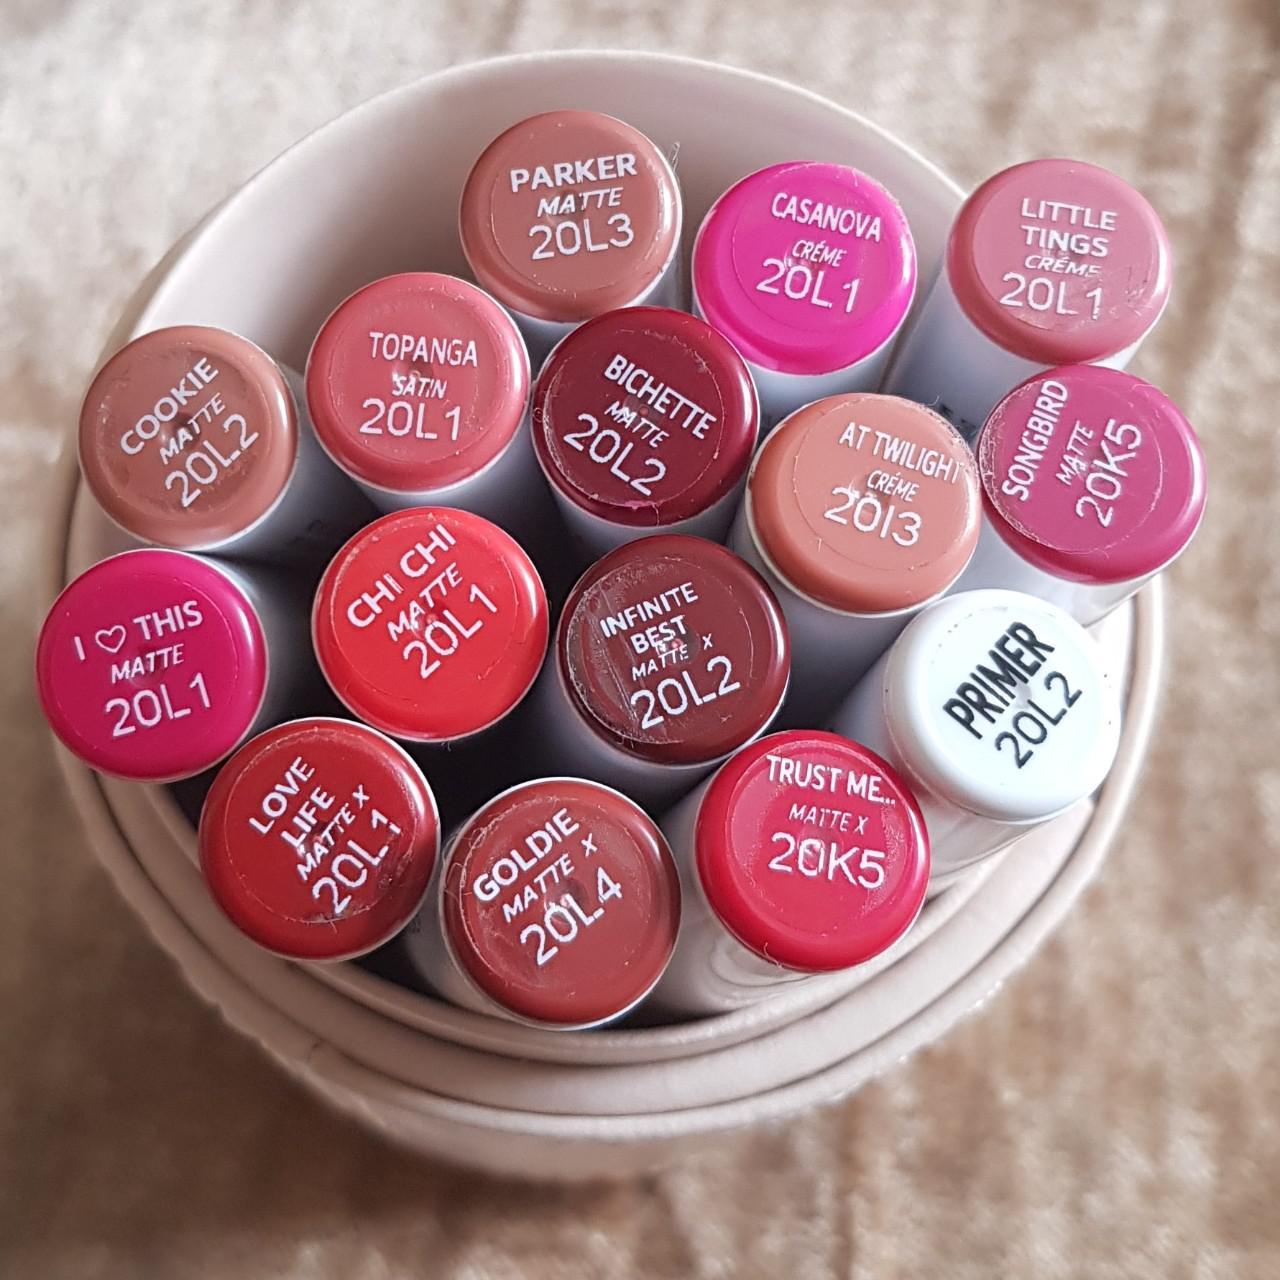 PARKER
MATTE
20L3
CASANOVA
CRÉME
20L1
LITTLE
TINGS
CRÉME
20L1
COOKIE
MATTE
20L2
TOPANGA
SATIN
20L1
BICHETTE
MATTE
20L2
AT TWILIGHT
CRÉME
20I3
SONGBIRD
MATTE
20K5
I ♡ THIS
MATTE
20L1
CHI CHI
MATTE
20L1
INFINITE
BEST
MATTE X
20L2
PRIMER
20L2
LOVE
LIFE
MATTE X
20L1
GOLDIE
MATTE X
20L4
TRUST ME...
MATTE X
20K5